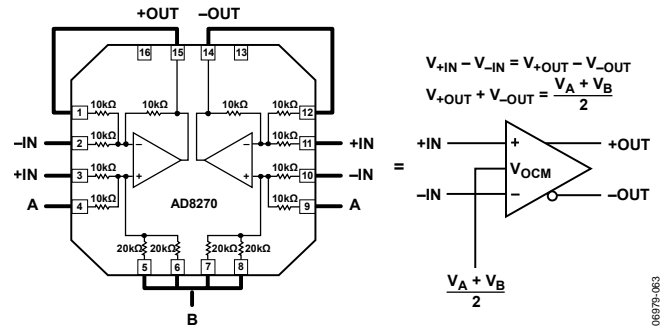 +OUT –OUT
16 15 14 13
10kΩ 10kΩ 10kΩ 10kΩ
1 12
–IN 2 10kΩ – – 10kΩ 11 +IN
+IN 3 10kΩ + + 10kΩ 10 –IN
A 4 10kΩ AD8270 10kΩ 9 A
20kΩ 20kΩ 20kΩ 20kΩ
5 6 7 8
B
=
V+IN – V–IN = V+OUT – V–OUT
V+OUT + V–OUT = VA + VB
2
+IN + +OUT
VOCM
–IN – –OUT
VA + VB
2
06979-063